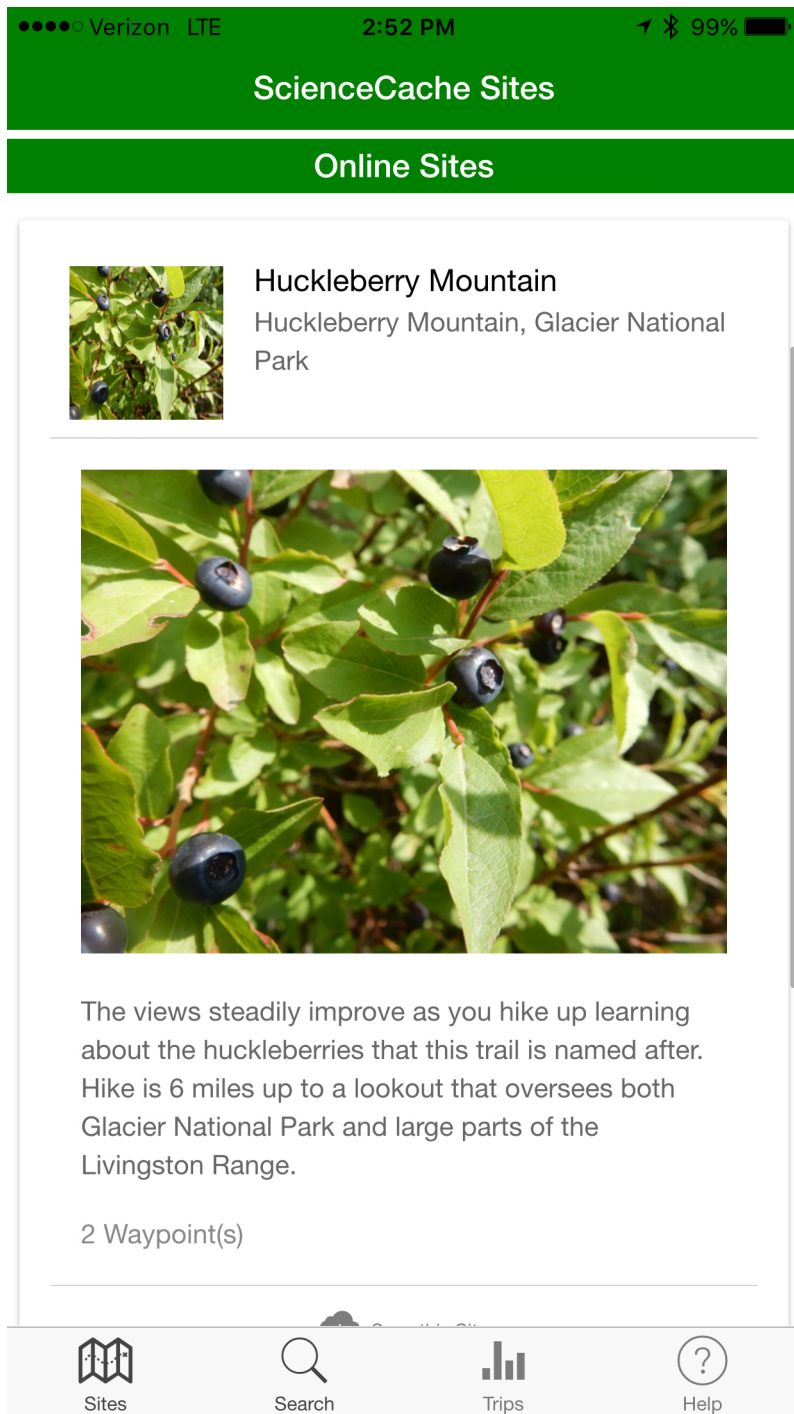 Verizon LTE 2:52 PM 99%
ScienceCache Sites
Online Sites
Huckleberry Mountain
Huckleberry Mountain, Glacier National
Park
The views steadily improve as you hike up learning
about the huckleberries that this trail is named after.
Hike is 6 miles up to a lookout that oversees both
Glacier National Park and large parts of the
Livingston Range.
2 Waypoint(s)
Sites Search Trips Help